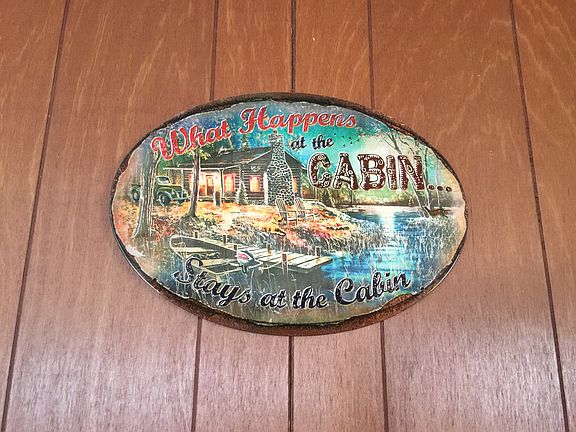 What Happens
at the
CABIN...
Stays at the Cabin